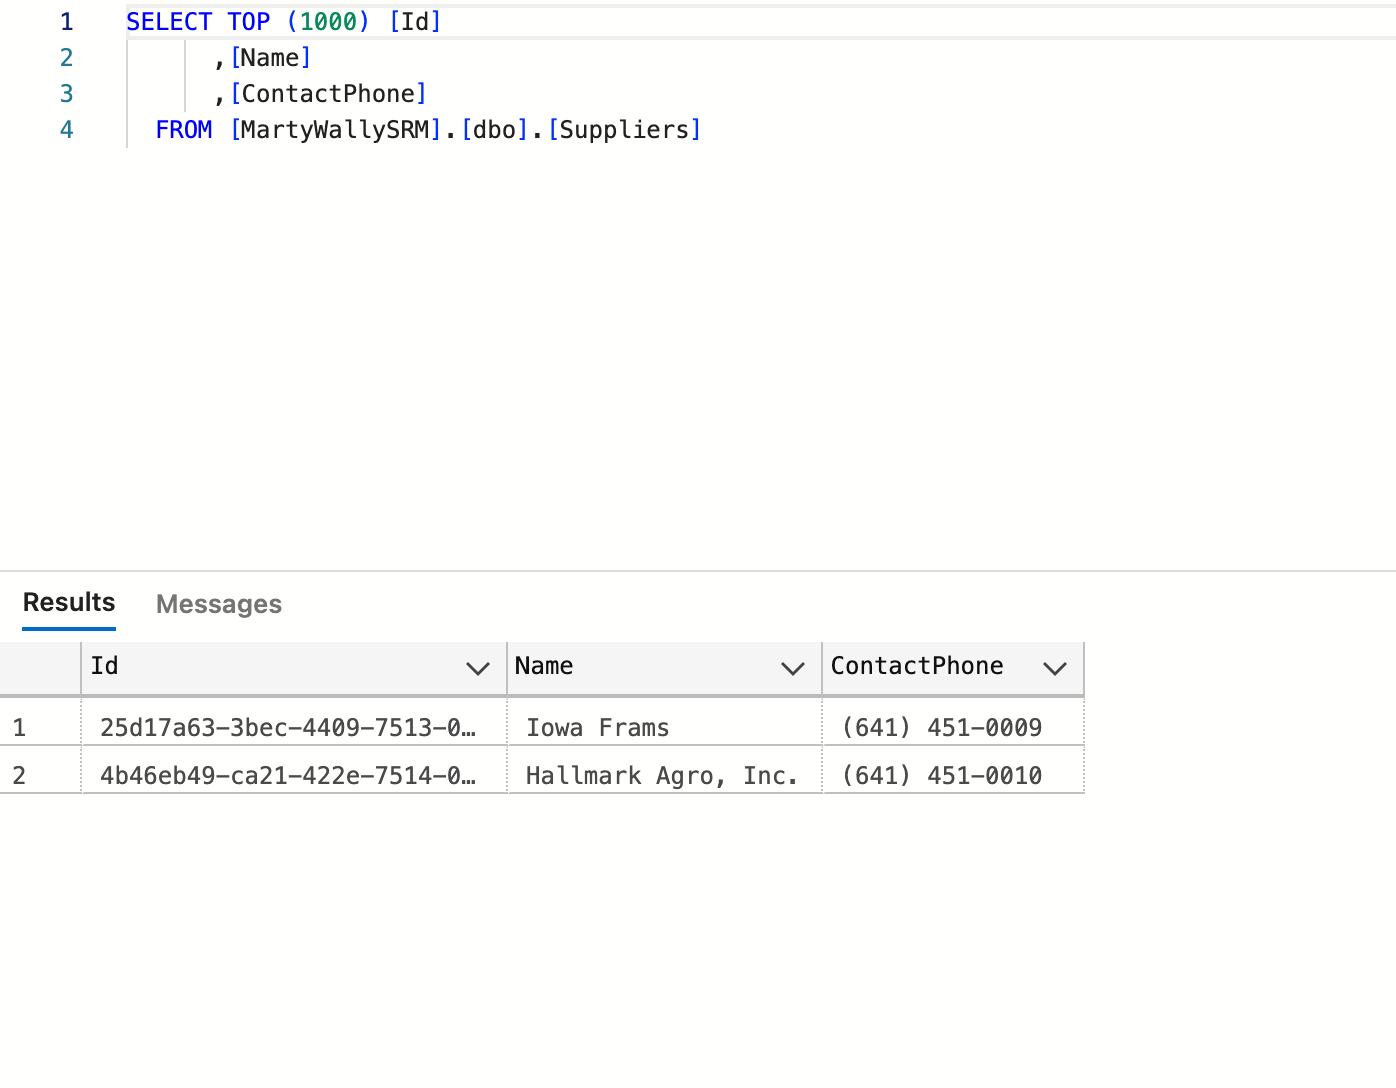 1 SELECT TOP (1000) [Id]
2 ,[Name]
3 ,[ContactPhone]
4 FROM [MartyWallySRM].[dbo].[Suppliers]
Results Messages
Id Name ContactPhone
1 25d17a63-3bec-4409-7513-0… Iowa Frams (641) 451-0009
2 4b46eb49-ca21-422e-7514-0… Hallmark Agro, Inc. (641) 451-0010